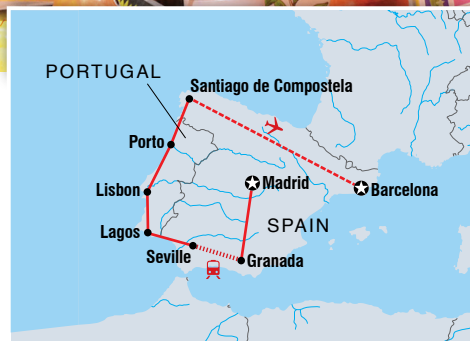 PORTUGAL
Santiago de Compostela
Porto
Lisbon
Madrid
Barcelona
Lagos
SPAIN
Seville
Granada